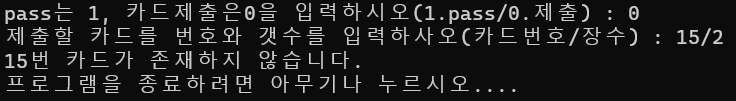 pass는 1, 카드제출은0을 입력하시오(1.pass/0.제출) : 0
제출할 카드를 번호와 갯수를 입력하사오(카드번호/장수) : 15/2
15번 카드가 존재하지 않습니다.
프로그램을 종료하려면 아무기나 누르시오....